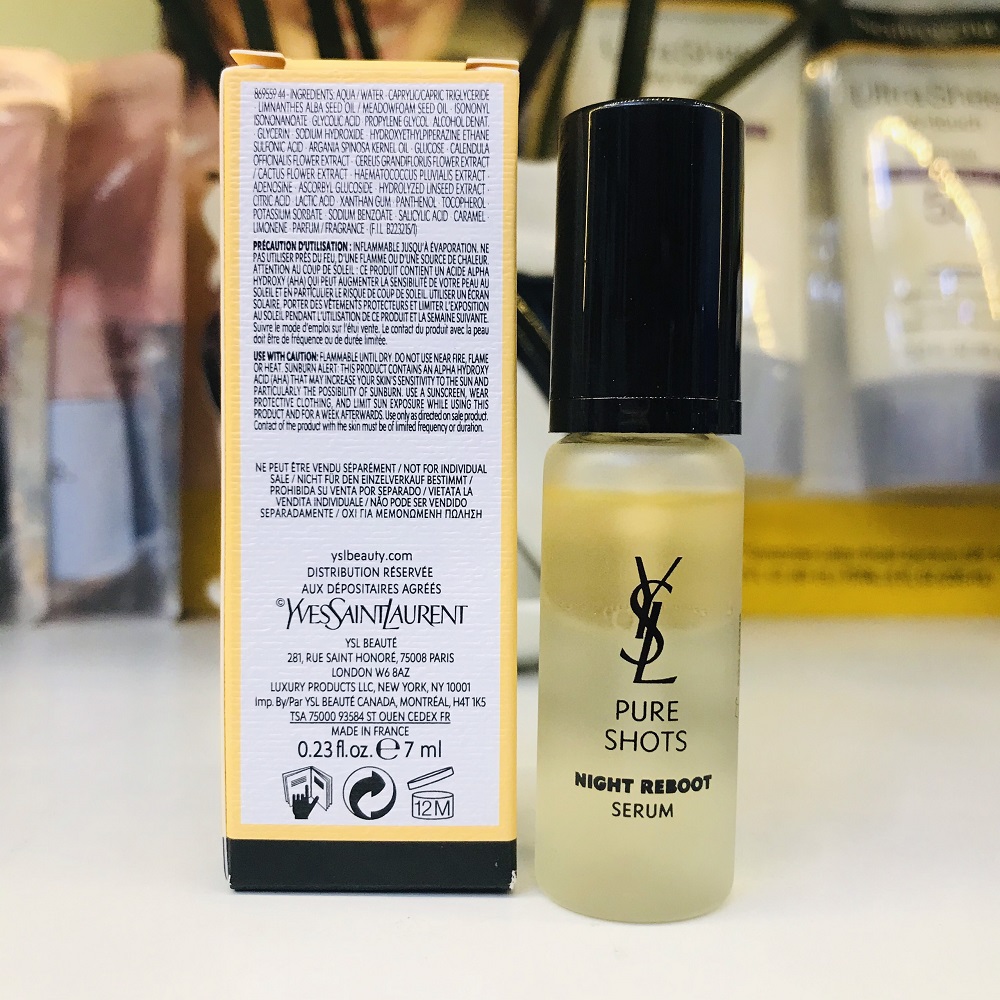 869559 44 · INGREDIENTS: AQUA / WATER · CAPRYLIC/CAPRIC TRIGLYCERIDE
· LIMNANTHES ALBA SEED OIL / MEADOWFOAM SEED OIL · ISONONYL
ISONONANOATE · GLYCOLIC ACID · PROPYLENE GLYCOL · ALCOHOL DENAT.
· GLYCERIN · SODIUM HYDROXIDE · HYDROXYETHYLPIPERAZINE ETHANE
SULFONIC ACID · ARGANIA SPINOSA KERNEL OIL · GLUCOSE · CALENDULA
OFFICINALIS FLOWER EXTRACT · CEREUS GRANDIFLORUS FLOWER EXTRACT
/ CACTUS FLOWER EXTRACT · HAEMATOCOCCUS PLUVIALIS EXTRACT ·
ADENOSINE · ASCORBYL GLUCOSIDE · HYDROLYZED LINSEED EXTRACT ·
CITRIC ACID · LACTIC ACID · XANTHAN GUM · PANTHENOL · TOCOPHEROL ·
POTASSIUM SORBATE · SODIUM BENZOATE · SALICYLIC ACID · CARAMEL ·
LIMONENE · PARFUM / FRAGRANCE · (F.I.L. B223215/1)
PRÉCAUTION D'UTILISATION : INFLAMMABLE JUSQU'À ÉVAPORATION. NE
PAS UTILISER PRÈS DU FEU, D'UNE FLAMME OU D'UNE SOURCE DE CHALEUR.
ATTENTION AU COUP DE SOLEIL : CE PRODUIT CONTIENT UN ACIDE ALPHA
HYDROXY (AHA) QUI PEUT AUGMENTER LA SENSIBILITÉ DE VOTRE PEAU AU
SOLEIL ET EN PARTICULIER LE RISQUE DE COUP DE SOLEIL. UTILISER UN ÉCRAN
SOLAIRE, PORTER DES VÊTEMENTS PROTECTEURS ET LIMITER L'EXPOSITION
AU SOLEIL PENDANT L'UTILISATION DE CE PRODUIT ET LA SEMAINE SUIVANTE.
Suivre le mode d'emploi sur l'étui vente. Le contact du produit avec la peau
doit être de fréquence ou de durée limitée.
USE WITH CAUTION: FLAMMABLE UNTIL DRY. DO NOT USE NEAR FIRE, FLAME
OR HEAT. SUNBURN ALERT: THIS PRODUCT CONTAINS AN ALPHA HYDROXY
ACID (AHA) THAT MAY INCREASE YOUR SKIN'S SENSITIVITY TO THE SUN AND
PARTICULARLY THE POSSIBILITY OF SUNBURN. USE A SUNSCREEN, WEAR
PROTECTIVE CLOTHING, AND LIMIT SUN EXPOSURE WHILE USING THIS
PRODUCT AND FOR A WEEK AFTERWARDS. Use only as directed on sale product.
Contact of the product with the skin must be of limited frequency or duration.
NE PEUT ÊTRE VENDU SÉPARÉMENT / NOT FOR INDIVIDUAL
SALE / NICHT FÜR DEN EINZELVERKAUF BESTIMMT /
PROHIBIDA SU VENTA POR SEPARADO / VIETATA LA
VENDITA INDIVIDUALE / NÃO PODE SER VENDIDO
SEPARADAMENTE / ΟΧΙ ΓΙΑ ΜΕΜΟΝΩΜΕΝΗ ΠΩΛΗΣΗ
yslbeauty.com
DISTRIBUTION RÉSERVÉE
AUX DÉPOSITAIRES AGRÉÉS
©YVESSAINTLAURENT
YSL BEAUTÉ
281, RUE SAINT HONORÉ, 75008 PARIS
LONDON W6 8AZ
LUXURY PRODUCTS LLC, NEW YORK, NY 10001
Imp. By/Par YSL BEAUTÉ CANADA, MONTRÉAL, H4T 1K5
TSA 75000 93584 ST OUEN CEDEX FR
MADE IN FRANCE
0.23 fl.oz. ℮ 7 ml
12M
YSL
PURE
SHOTS
NIGHT REBOOT
SERUM
Neutrogena
UltraSheer